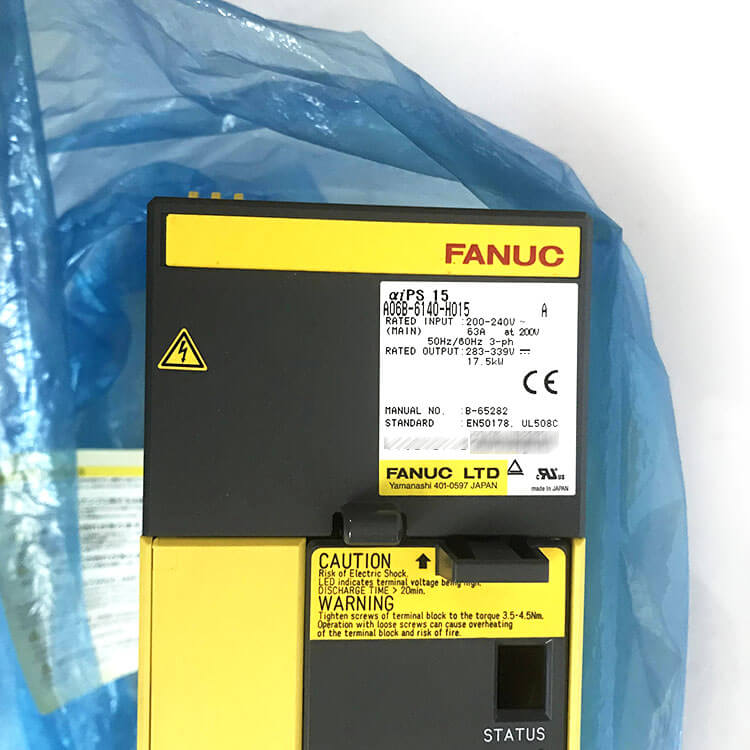 FANUC
αiPS 15
A06B-6140-H015 A
RATED INPUT :200-240V ~
(MAIN) 63A at 200V
50Hz/60Hz 3-ph
RATED OUTPUT:283-339V
17.5kW
CE
MANUAL NO. :B-65282
STANDARD :EN50178, UL508C
FANUC LTD
Yamanashi 401-0597 JAPAN
c US
made in JAPAN
CAUTION
Risk of Electric Shock.
LED indicates terminal voltage being high.
DISCHARGE TIME > 20min.
WARNING
Tighten screws of terminal block to the torque 3.5-4.5Nm.
Operation with loose screws can cause overheating
of the terminal block and risk of fire.
STATUS